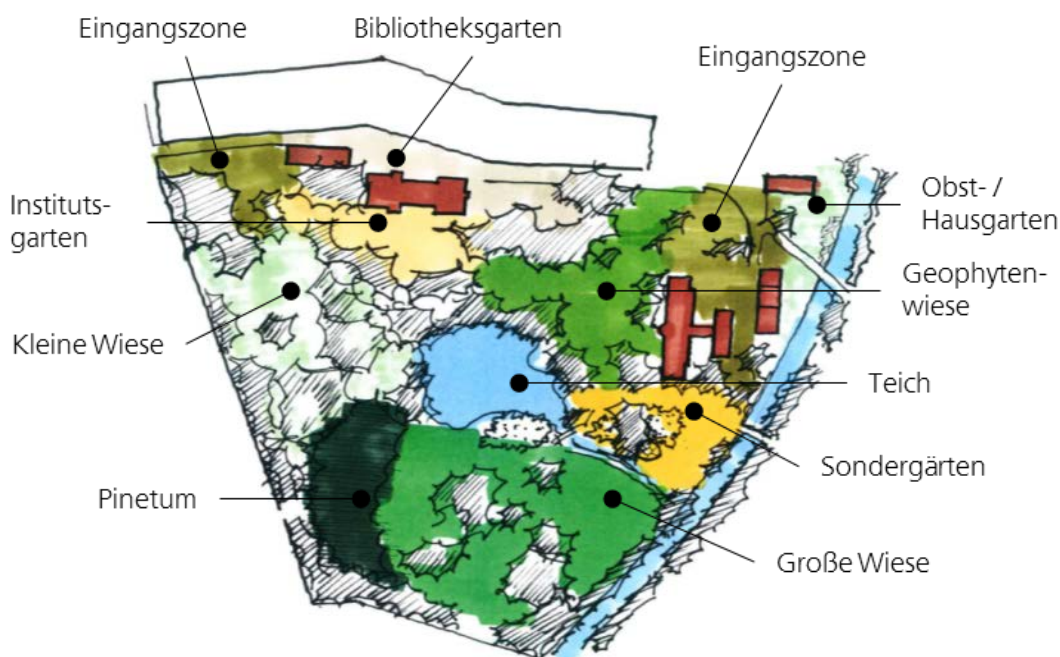 Eingangszone
Bibliotheksgarten
Eingangszone
Instituts-
garten
Obst- /
Hausgarten
Geophyten-
wiese
Kleine Wiese
Teich
Sondergärten
Pinetum
Große Wiese